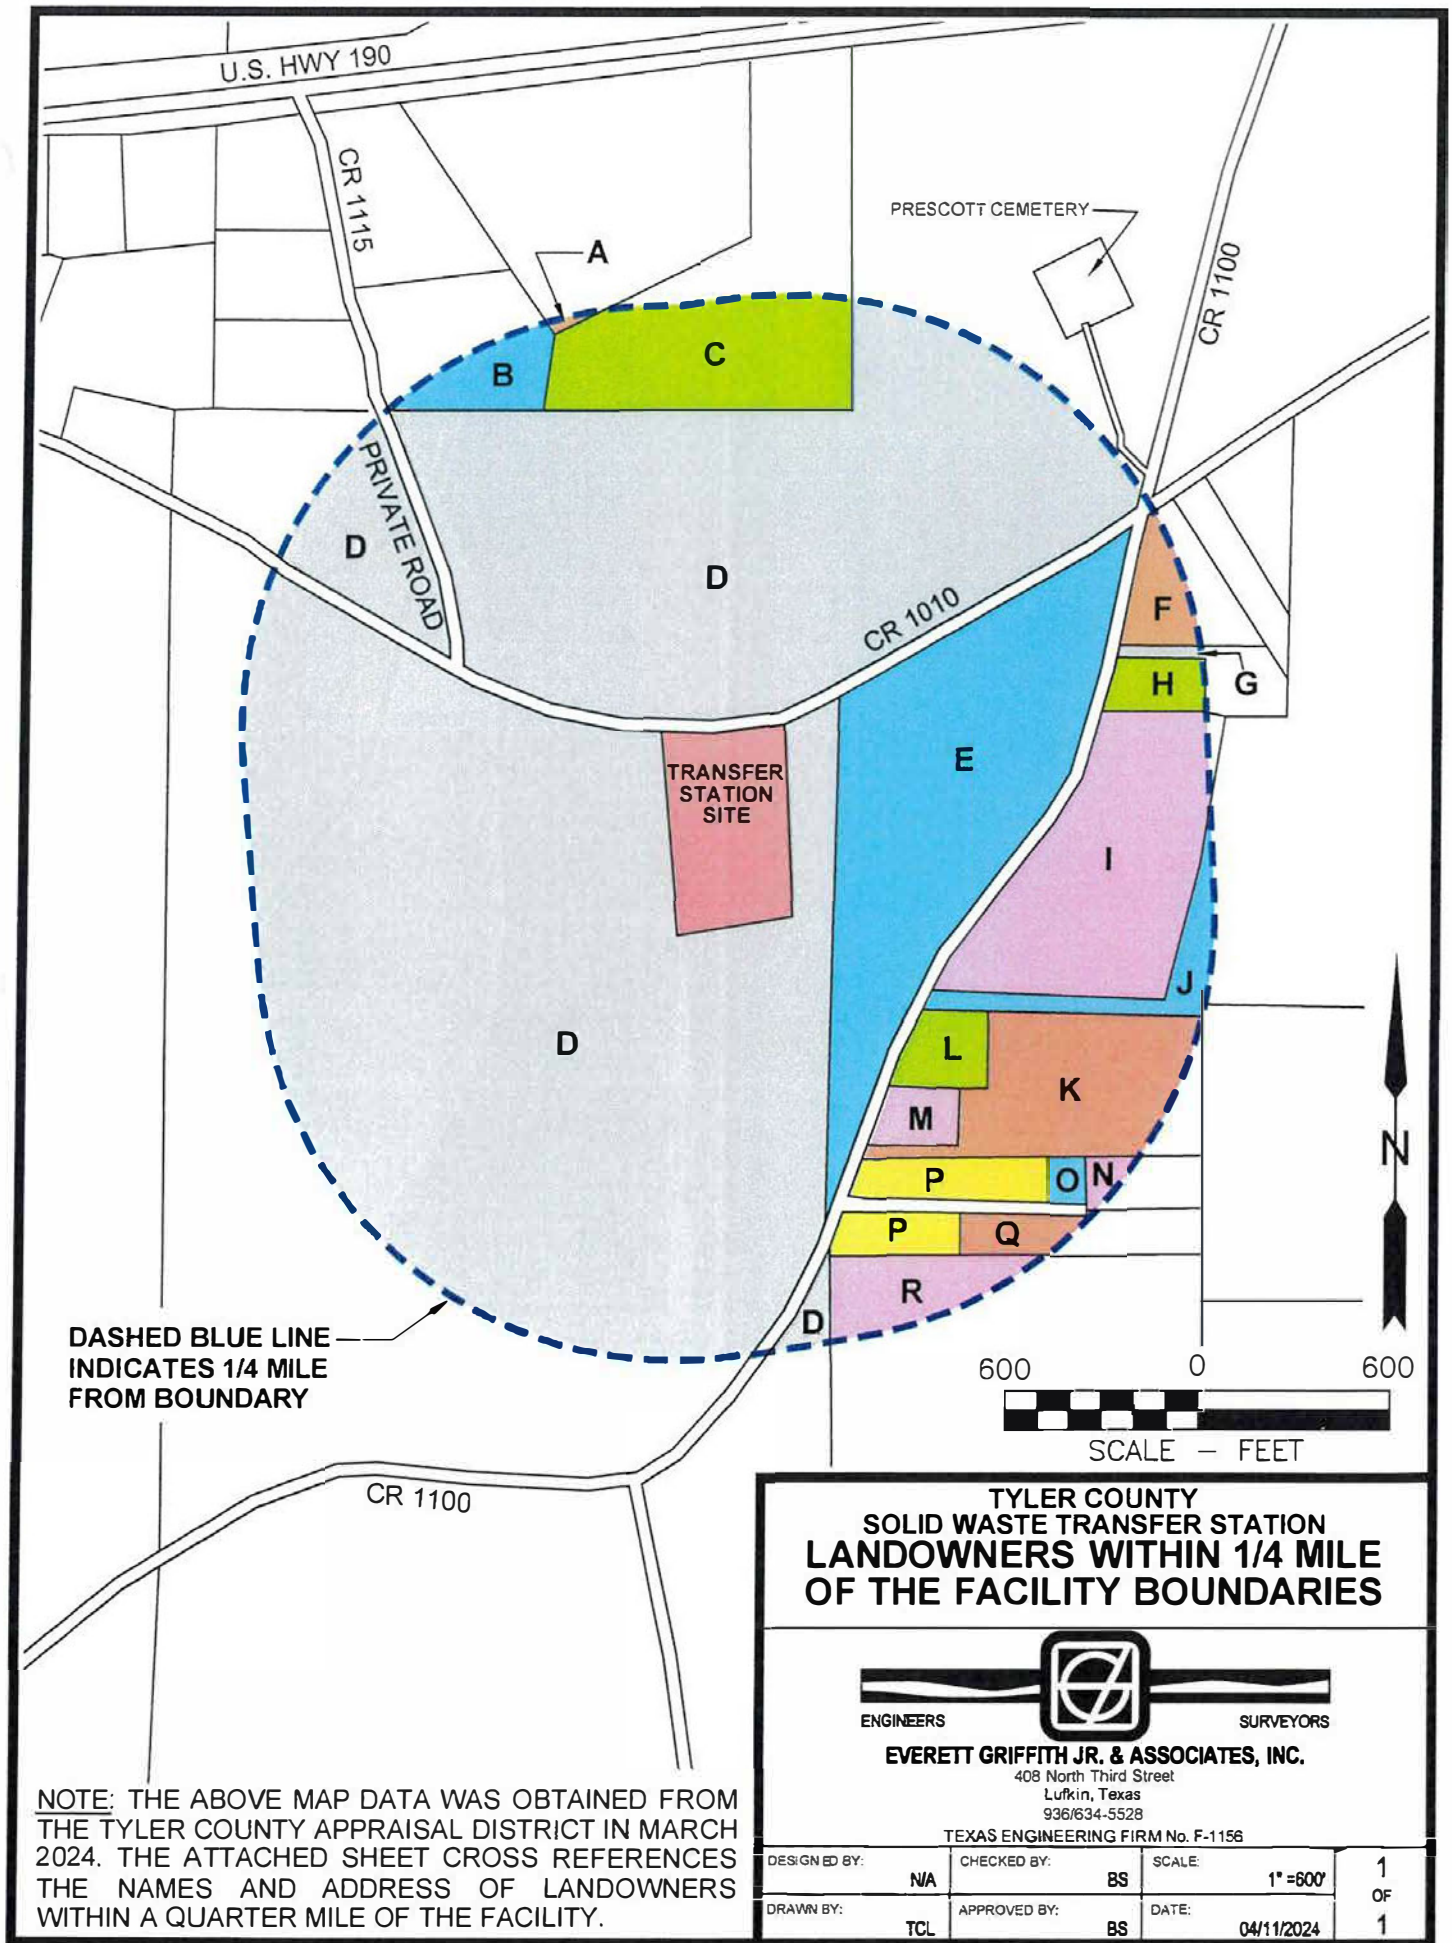 U.S. HWY 190
CR 1115
PRESCOTT CEMETERY
A
CR 1100
B
C
PRIVATE ROAD
D
D
CR 1010
F
G
H
E
TRANSFER
STATION
SITE
I
J
D
L
K
M
N
P
O
N
P
Q
R
D
DASHED BLUE LINE
INDICATES 1/4 MILE
FROM BOUNDARY
600
0
600
SCALE – FEET
CR 1100
TYLER COUNTY
SOLID WASTE TRANSFER STATION
LANDOWNERS WITHIN 1/4 MILE
OF THE FACILITY BOUNDARIES
ENGINEERS
SURVEYORS
EVERETT GRIFFITH JR. & ASSOCIATES, INC.
408 North Third Street
Lufkin, Texas
936/634-5528
TEXAS ENGINEERING FIRM No. F-1156
DESIGNED BY:
N/A
CHECKED BY:
BS
SCALE:
1" =600'
1
OF
1
DRAWN BY:
TCL
APPROVED BY:
BS
DATE:
04/11/2024
NOTE: THE ABOVE MAP DATA WAS OBTAINED FROM
THE TYLER COUNTY APPRAISAL DISTRICT IN MARCH
2024. THE ATTACHED SHEET CROSS REFERENCES
THE NAMES AND ADDRESS OF LANDOWNERS
WITHIN A QUARTER MILE OF THE FACILITY.